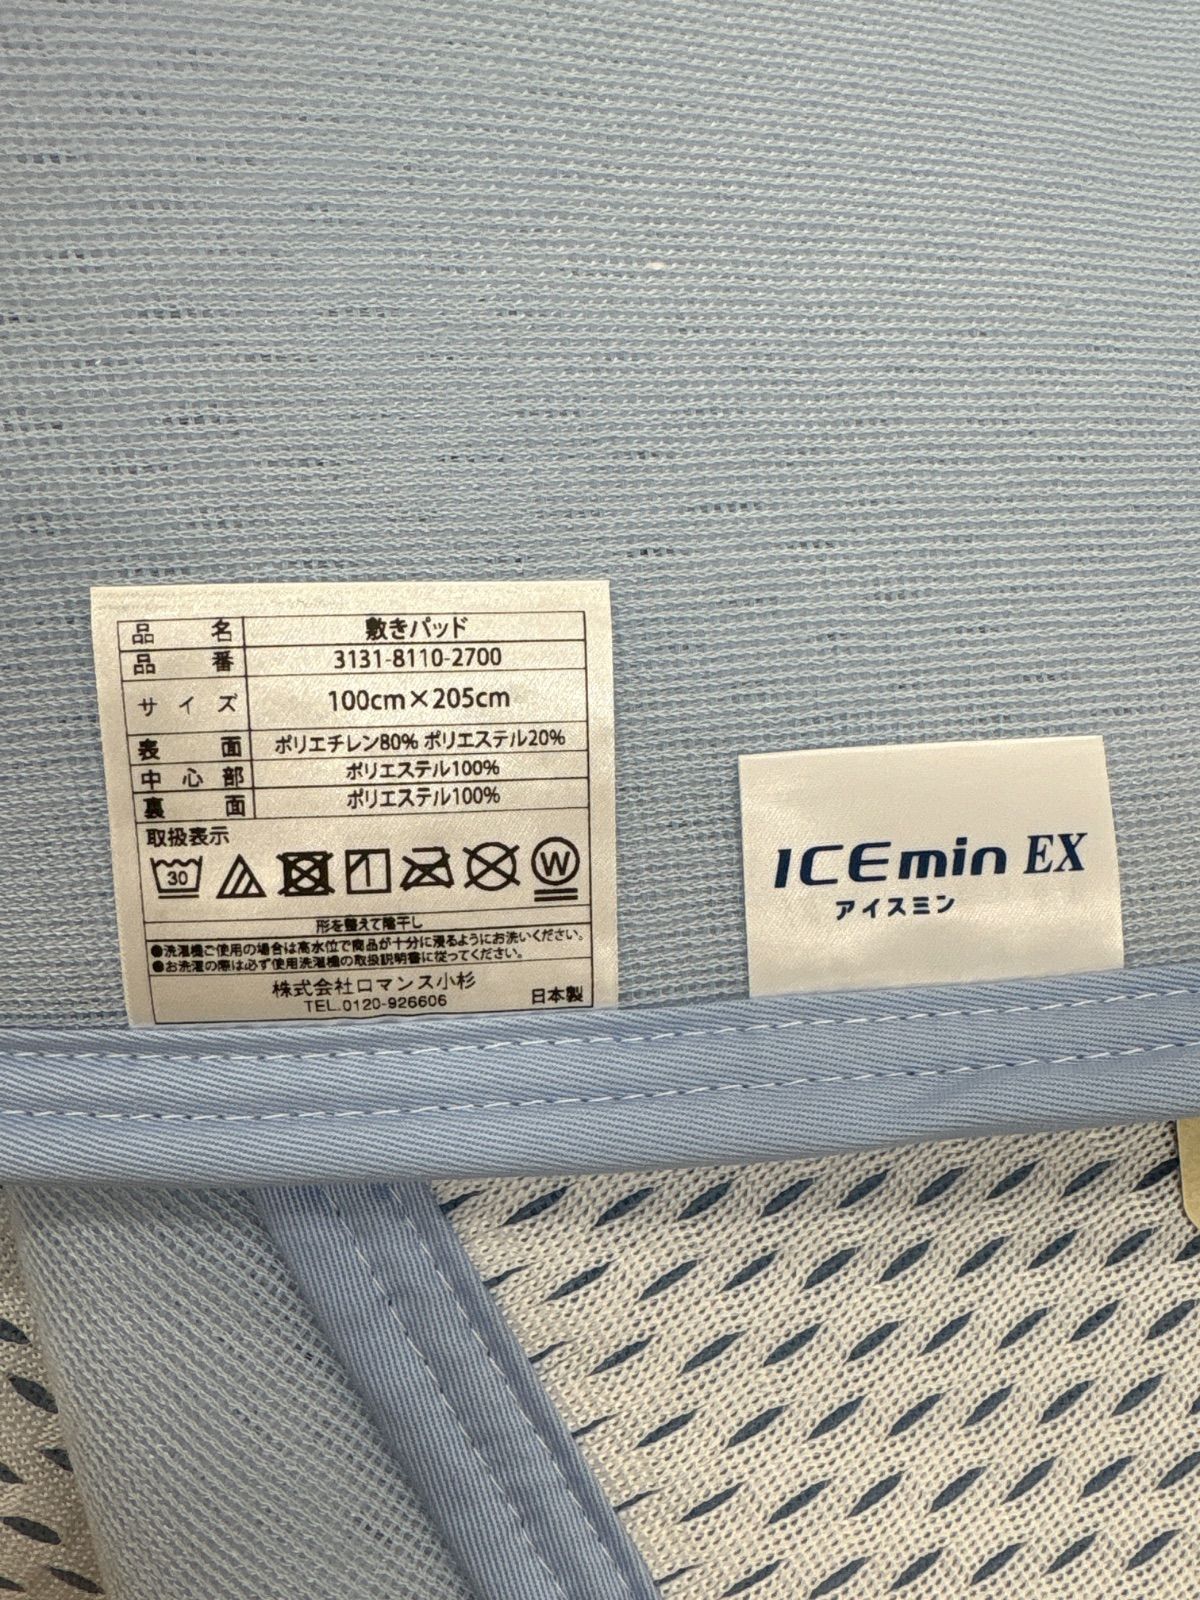 品名 敷きパッド
品番 3131-8110-2700
サイズ 100cm×205cm
表面 ポリエチレン80% ポリエステル20%
中心部 ポリエステル100%
裏面 ポリエステル100%
取扱表示
30 W
形を整えて陰干し
●洗濯機ご使用の場合は高水位で商品が十分に浸るようにお洗いください。
●お洗濯の際は必ず使用洗濯機の取扱説明書に従ってください。
株式会社ロマンス小杉
TEL.0120-926606 日本製
ICEmin EX
アイスミン